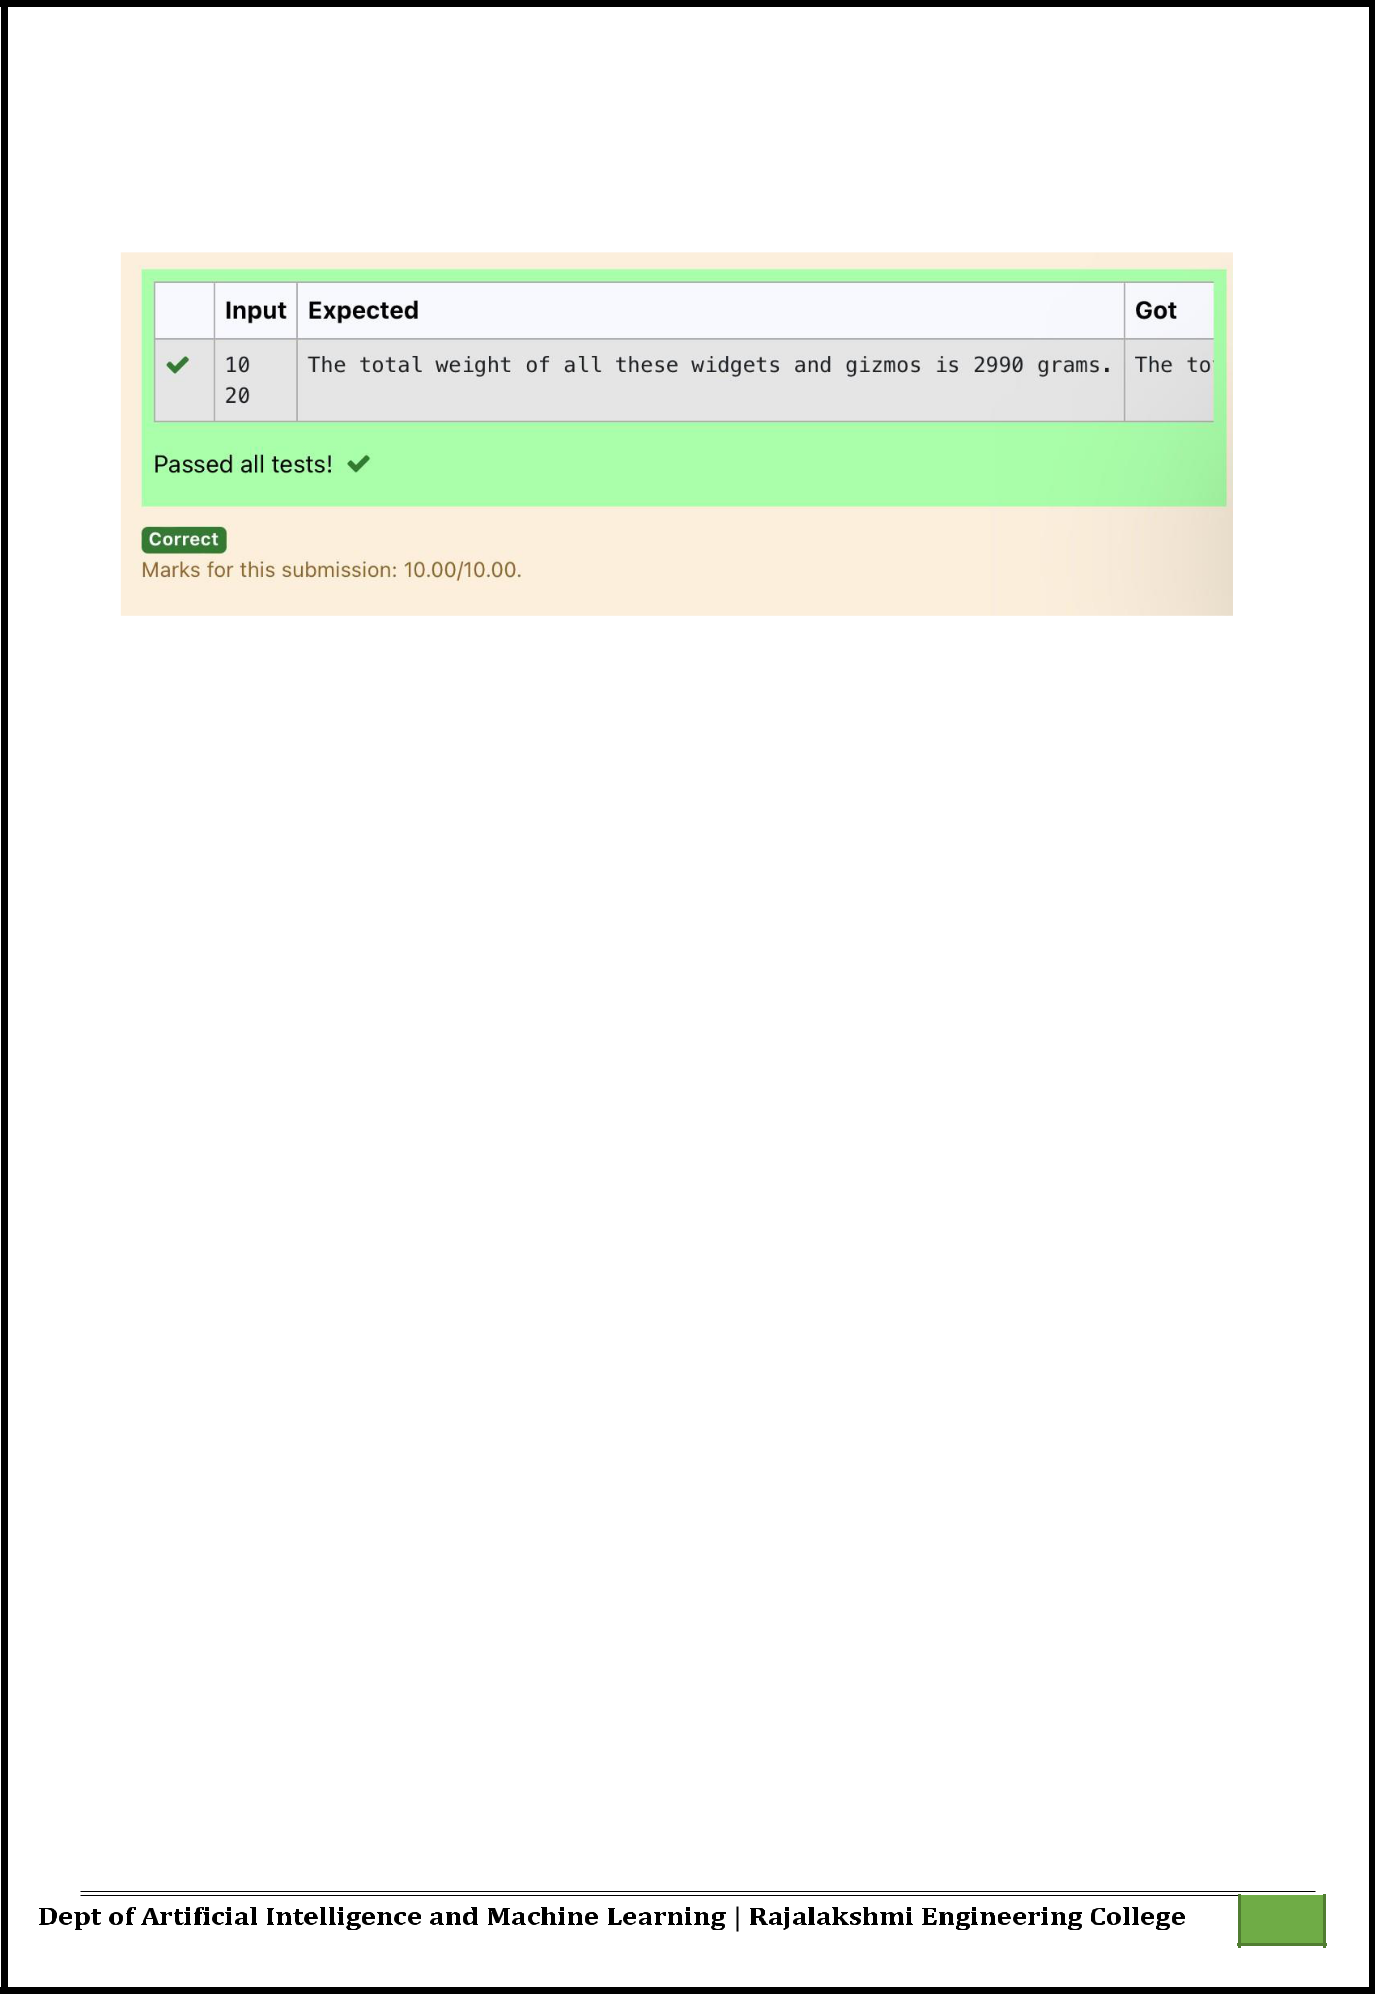 Input Expected Got
10 The total weight of all these widgets and gizmos is 2990 grams. The
20
Passed all tests!
Correct
Marks for this submission: 10.00/10.00.
Dept of Artificial Intelligence and Machine Learning | Rajalakshmi Engineering College